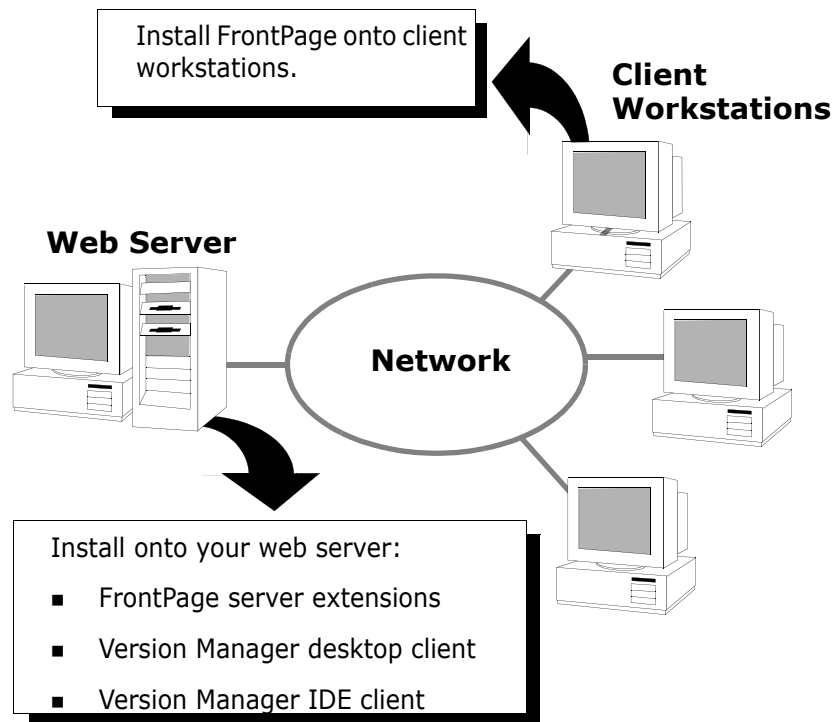 Install FrontPage onto client
workstations.
Client
Workstations
Web Server
Network
Install onto your web server:
■ FrontPage server extensions
■ Version Manager desktop client
■ Version Manager IDE client